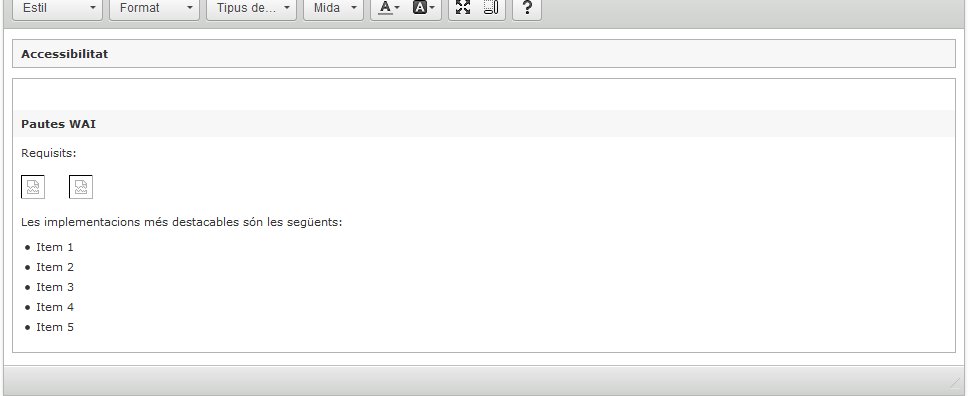 Estil Format Tipus de... Mida A A ?
Accessibilitat
Pautes WAI
Requisits:
Les implementacions més destacables són les següents:
• Item 1
• Item 2
• Item 3
• Item 4
• Item 5